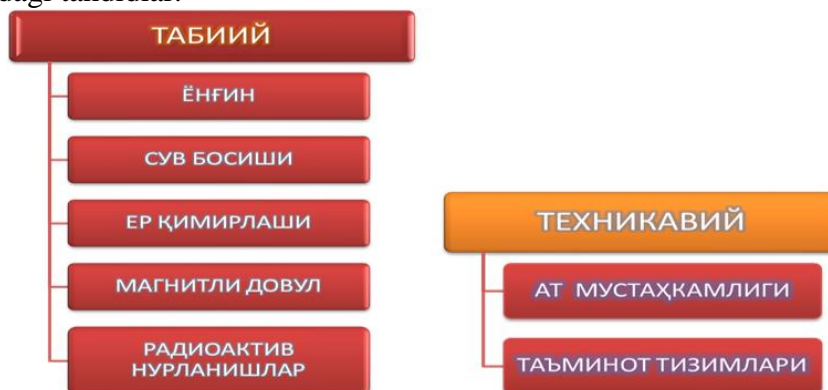 ТАБИИЙ
ЁНҒИН
СУВ БОСИШИ
ЕР ҚИМИРЛАШИ
МАГНИТЛИ ДОВУЛ
РАДИОАКТИВ
НУРЛАНИШЛАР
ТЕХНИКАВИЙ
АТ МУСТАҲКАМЛИГИ
ТАЪМИНОТ ТИЗИМЛАРИ